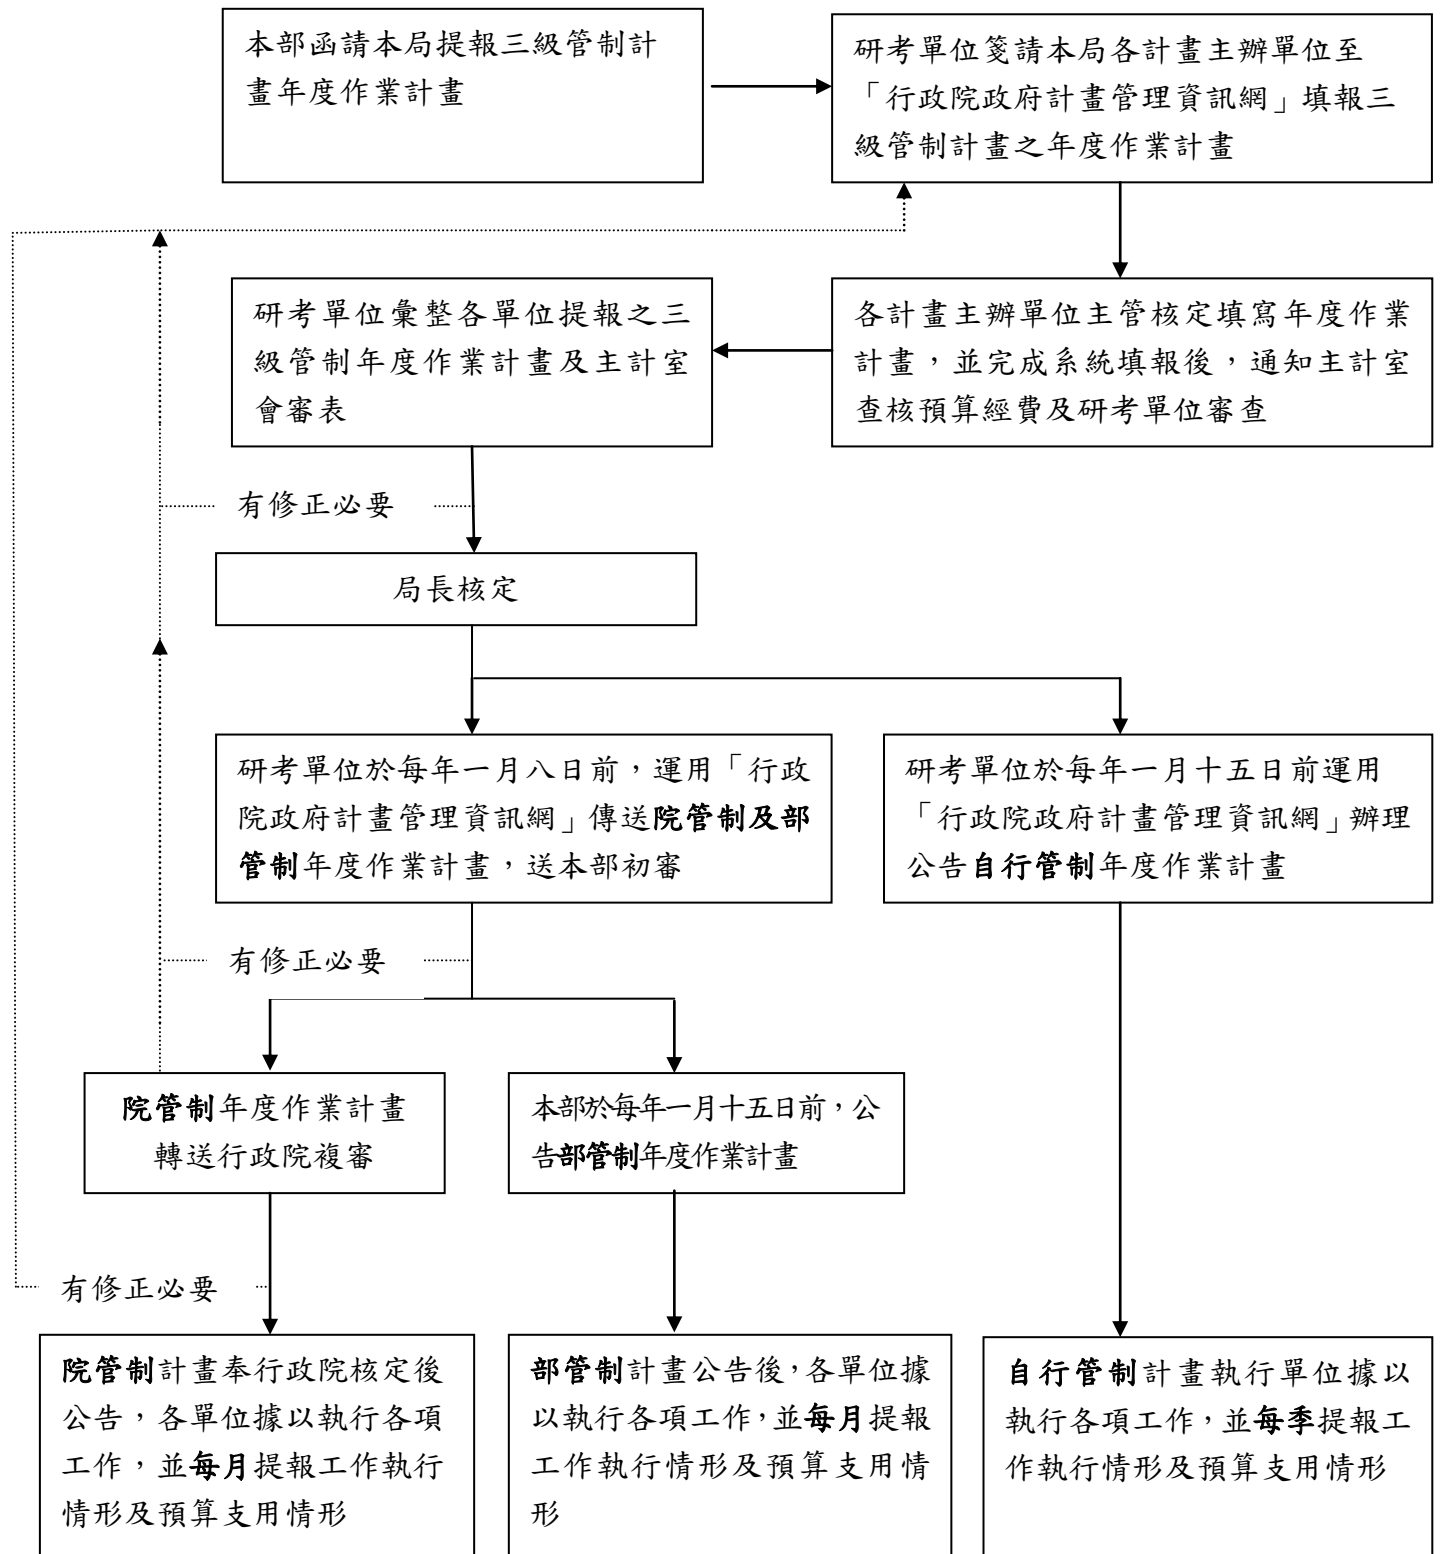 本部函請本局提報三級管制計
畫年度作業計畫
研考單位箋請本局各計畫主辦單位至
「行政院政府計畫管理資訊網」填報三
級管制計畫之年度作業計畫
研考單位彙整各單位提報之三
級管制年度作業計畫及主計室
會審表
各計畫主辦單位主管核定填寫年度作業
計畫，並完成系統填報後，通知主計室
查核預算經費及研考單位審查
有修正必要
局長核定
研考單位於每年一月八日前，運用「行政
院政府計畫管理資訊網」傳送院管制及部
管制年度作業計畫，送本部初審
研考單位於每年一月十五日前運用
「行政院政府計畫管理資訊網」辦理
公告自行管制年度作業計畫
有修正必要
院管制年度作業計畫
轉送行政院複審
本部於每年一月十五日前，公
告部管制年度作業計畫
有修正必要
院管制計畫奉行政院核定後
公告，各單位據以執行各項
工作，並每月提報工作執行
情形及預算支用情形
部管制計畫公告後，各單位據
以執行各項工作，並每月提報
工作執行情形及預算支用情
形
自行管制計畫執行單位據以
執行各項工作，並每季提報工
作執行情形及預算支用情形